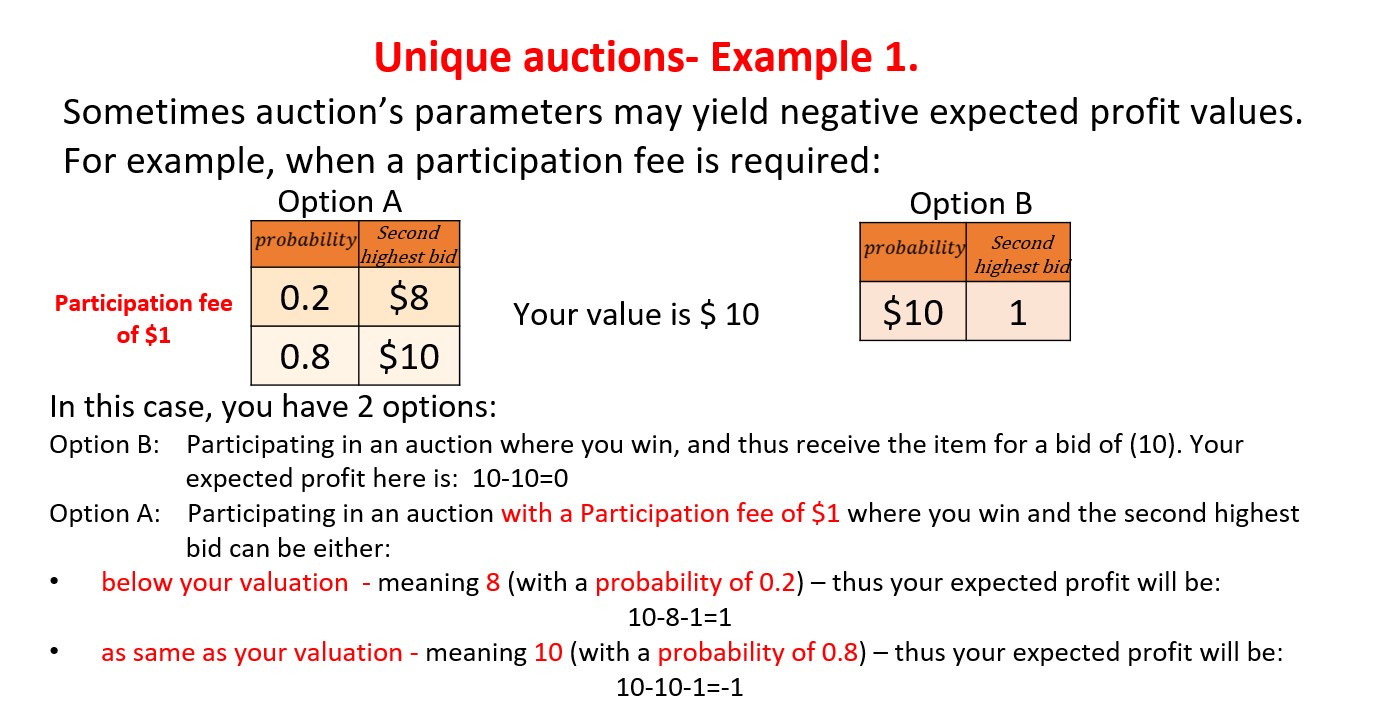 Unique auctions- Example 1.
Sometimes auction's parameters may yield negative expected profit values.
For example, when a participation fee is required:
Option A
Option B
probability Second highest bid
probability Second highest bid
Participation fee of $1
0.2 $8
0.8 $10
Your value is $ 10
$10 1
In this case, you have 2 options:
Option B: Participating in an auction where you win, and thus receive the item for a bid of (10). Your
expected profit here is: 10-10=0
Option A: Participating in an auction with a Participation fee of $1 where you win and the second highest
bid can be either:
• below your valuation - meaning 8 (with a probability of 0.2) – thus your expected profit will be:
10-8-1=1
• as same as your valuation - meaning 10 (with a probability of 0.8) – thus your expected profit will be:
10-10-1=-1